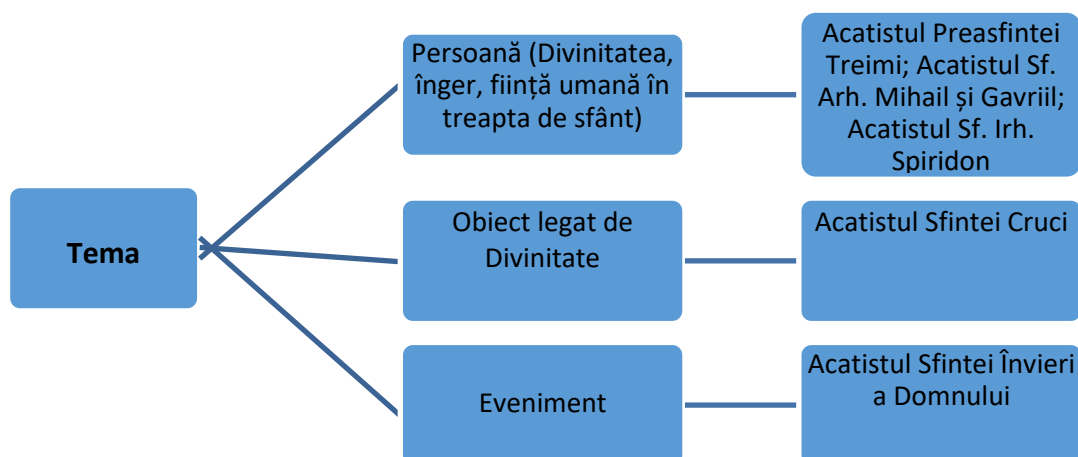 Tema
Persoană (Divinitatea,
înger, ființă umană în
treapta de sfânt)
Acatistul Preasfintei
Treimi; Acatistul Sf.
Arh. Mihail și Gavriil;
Acatistul Sf. Irh.
Spiridon
Obiect legat de
Divinitate
Acatistul Sfintei Cruci
Eveniment
Acatistul Sfintei Învieri
a Domnului